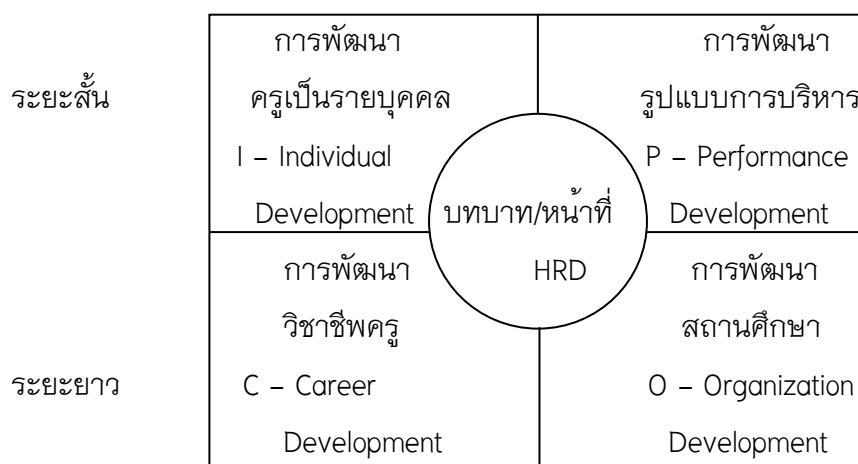 การพัฒนา
การพัฒนา
ระยะสั้น
ครูเป็นรายบุคคล
รูปแบบการบริหาร
I – Individual
P – Performance
Development
บทบาท/หน้าที่
Development
การพัฒนา
HRD
การพัฒนา
วิชาชีพครู
สถานศึกษา
ระยะยาว
C – Career
O – Organization
Development
Development